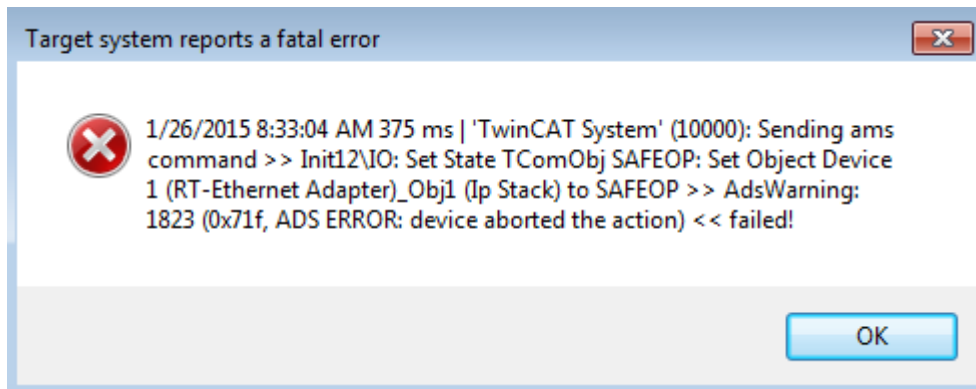 Target system reports a fatal error
1/26/2015 8:33:04 AM 375 ms | 'TwinCAT System' (10000): Sending ams
command >> Init12\IO: Set State TComObj SAFEOP: Set Object Device
1 (RT-Ethernet Adapter)_Obj1 (Ip Stack) to SAFEOP >> AdsWarning:
1823 (0x71f, ADS ERROR: device aborted the action) << failed!
OK